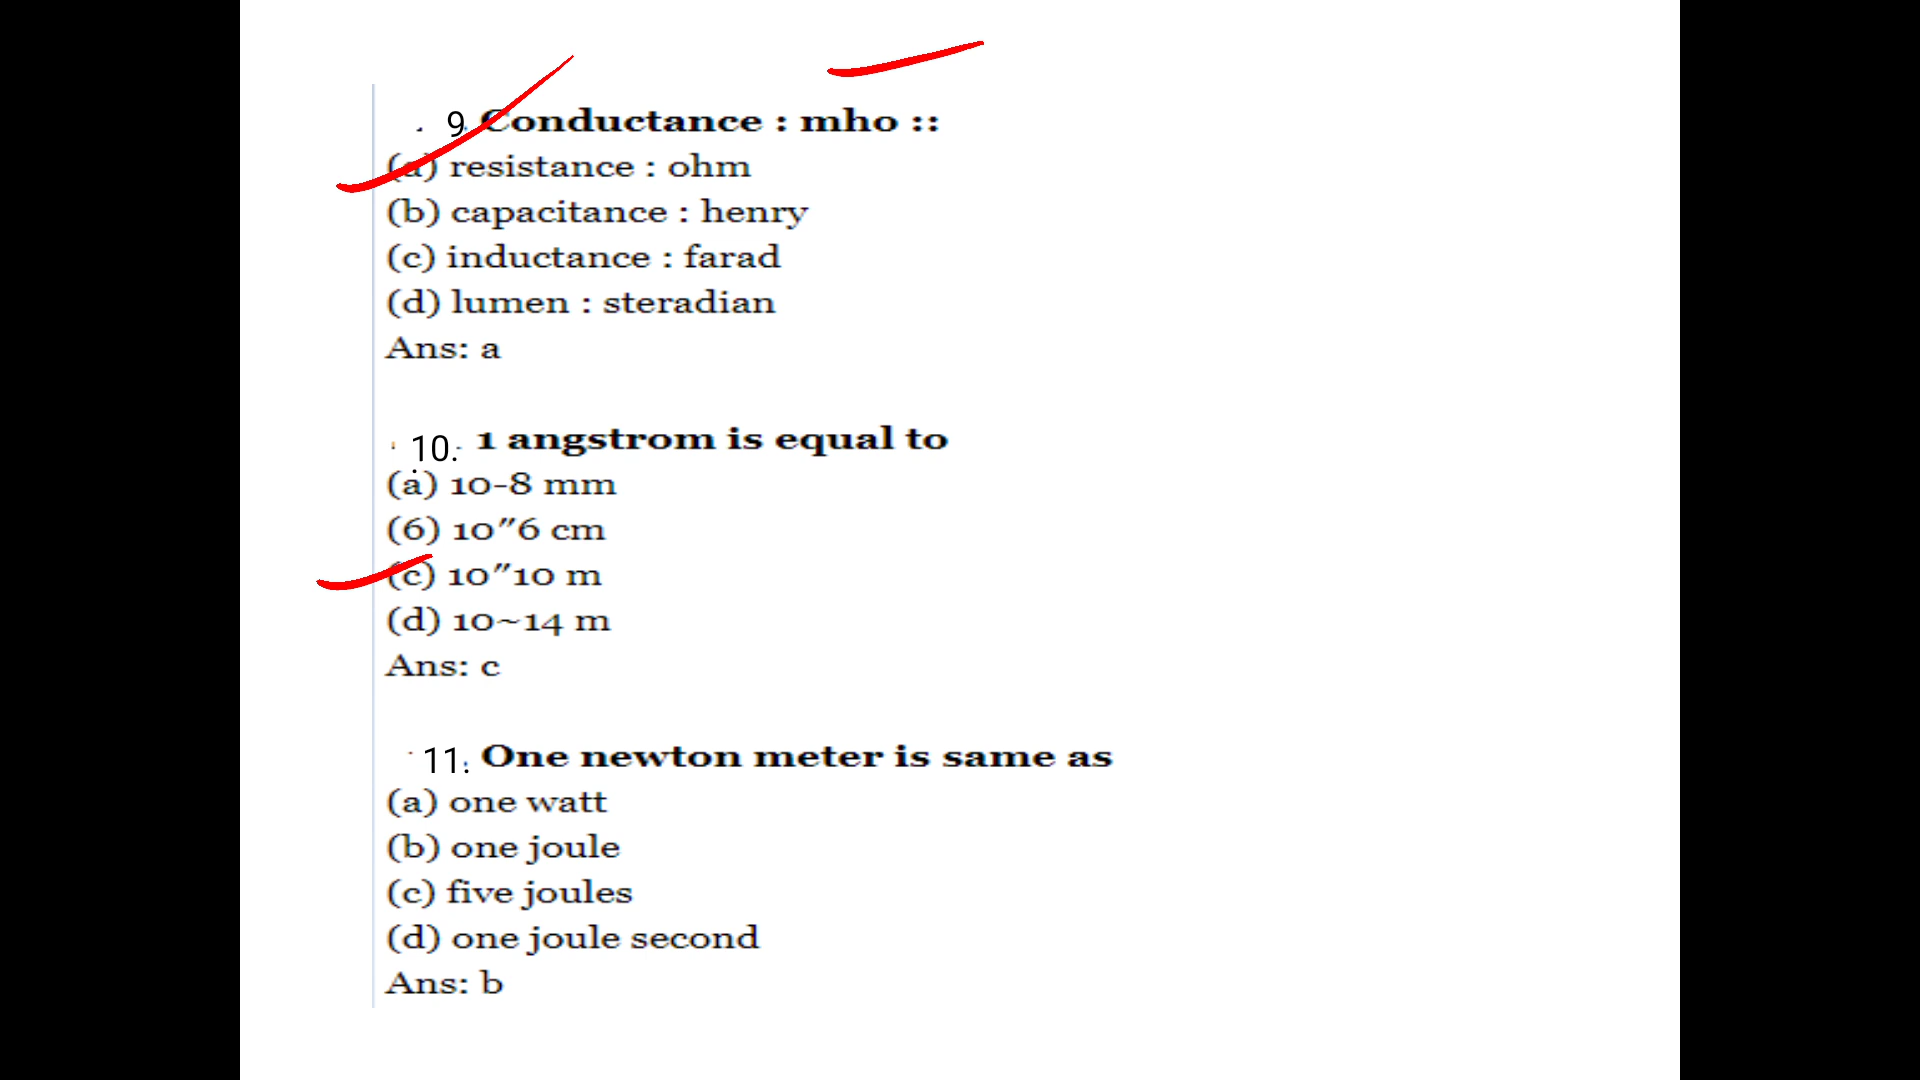 9 Conductance : mho ::
(a) resistance : ohm
(b) capacitance : henry
(c) inductance : farad
(d) lumen : steradian
Ans: a
10. 1 angstrom is equal to
(a) 10-8 mm
(6) 10″6 cm
(c) 10″10 m
(d) 10~14 m
Ans: c
11. One newton meter is same as
(a) one watt
(b) one joule
(c) five joules
(d) one joule second
Ans: b